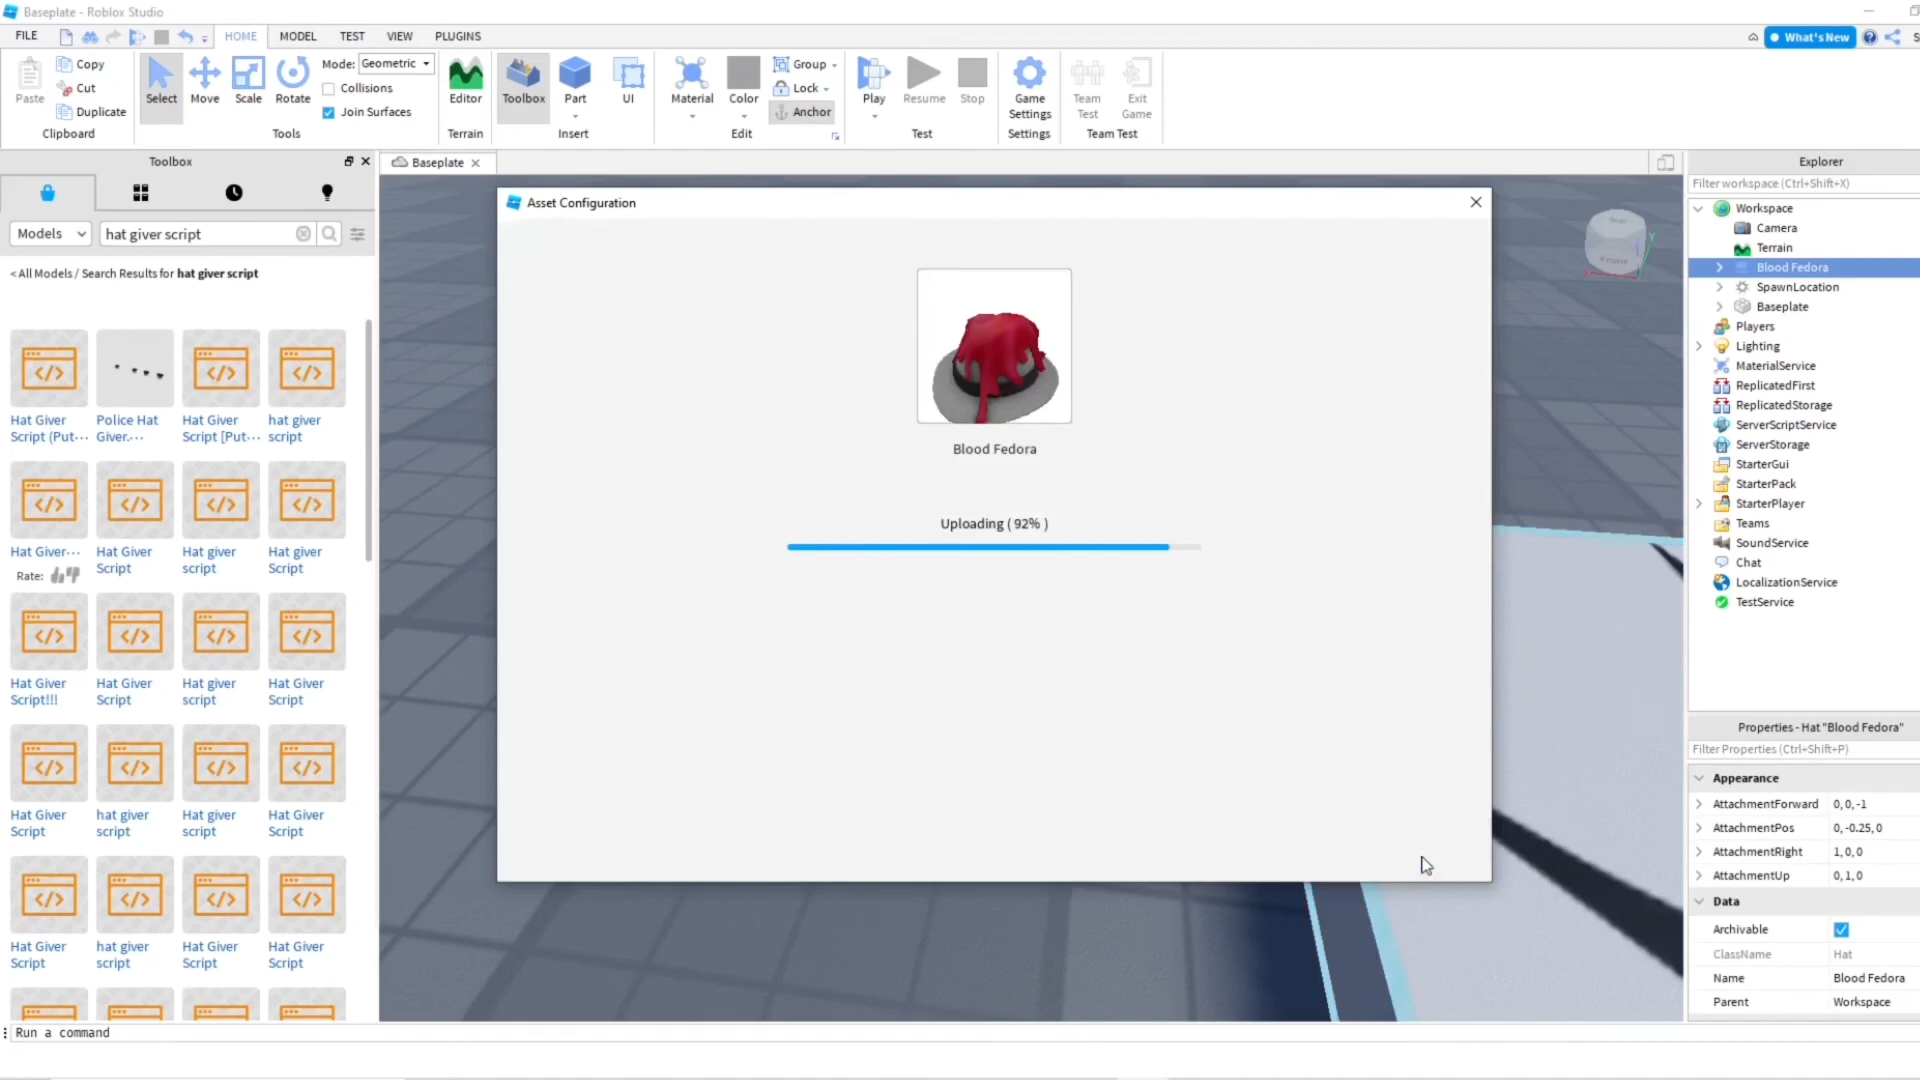 Baseplate - Roblox Studio
FILE
HOME
MODEL
TEST
VIEW
PLUGINS
What's New
Paste
Copy
Cut
Duplicate
Clipboard
Select
Move
Scale
Rotate
Mode: Geometric
Collisions
Join Surfaces
Tools
Editor
Terrain
Toolbox
Part
UI
Insert
Material
Color
Group
Lock
Anchor
Edit
Play
Resume
Stop
Test
Game
Settings
Settings
Team
Test
Exit
Game
Team Test
Toolbox
Models
hat giver script
< All Models / Search Results for hat giver script
Hat Giver
Script (Put···
Police Hat
Giver.···
Hat Giver
Script [Put···
hat giver
script
Hat Giver···
Rate:
Hat Giver
Script
Hat giver
script
Hat giver
Script
Hat Giver
Script!!!
Hat Giver
Script
Hat giver
script
Hat Giver
Script
Hat Giver
Script
hat giver
script
Hat giver
script
Hat Giver
Script
Hat Giver
Script
hat giver
script
Hat Giver
Script
Hat Giver
Script
Baseplate
Asset Configuration
Blood Fedora
Uploading ( 92% )
Explorer
Filter workspace (Ctrl+Shift+X)
Workspace
Camera
Terrain
Blood Fedora
SpawnLocation
Baseplate
Players
Lighting
MaterialService
ReplicatedFirst
ReplicatedStorage
ServerScriptService
ServerStorage
StarterGui
StarterPack
StarterPlayer
Teams
SoundService
Chat
LocalizationService
TestService
Properties - Hat "Blood Fedora"
Filter Properties (Ctrl+Shift+P)
Appearance
AttachmentForward 0, 0, -1
AttachmentPos 0, -0.25, 0
AttachmentRight 1, 0, 0
AttachmentUp 0, 1, 0
Data
Archivable
ClassName Hat
Name Blood Fedora
Parent Workspace
Run a command